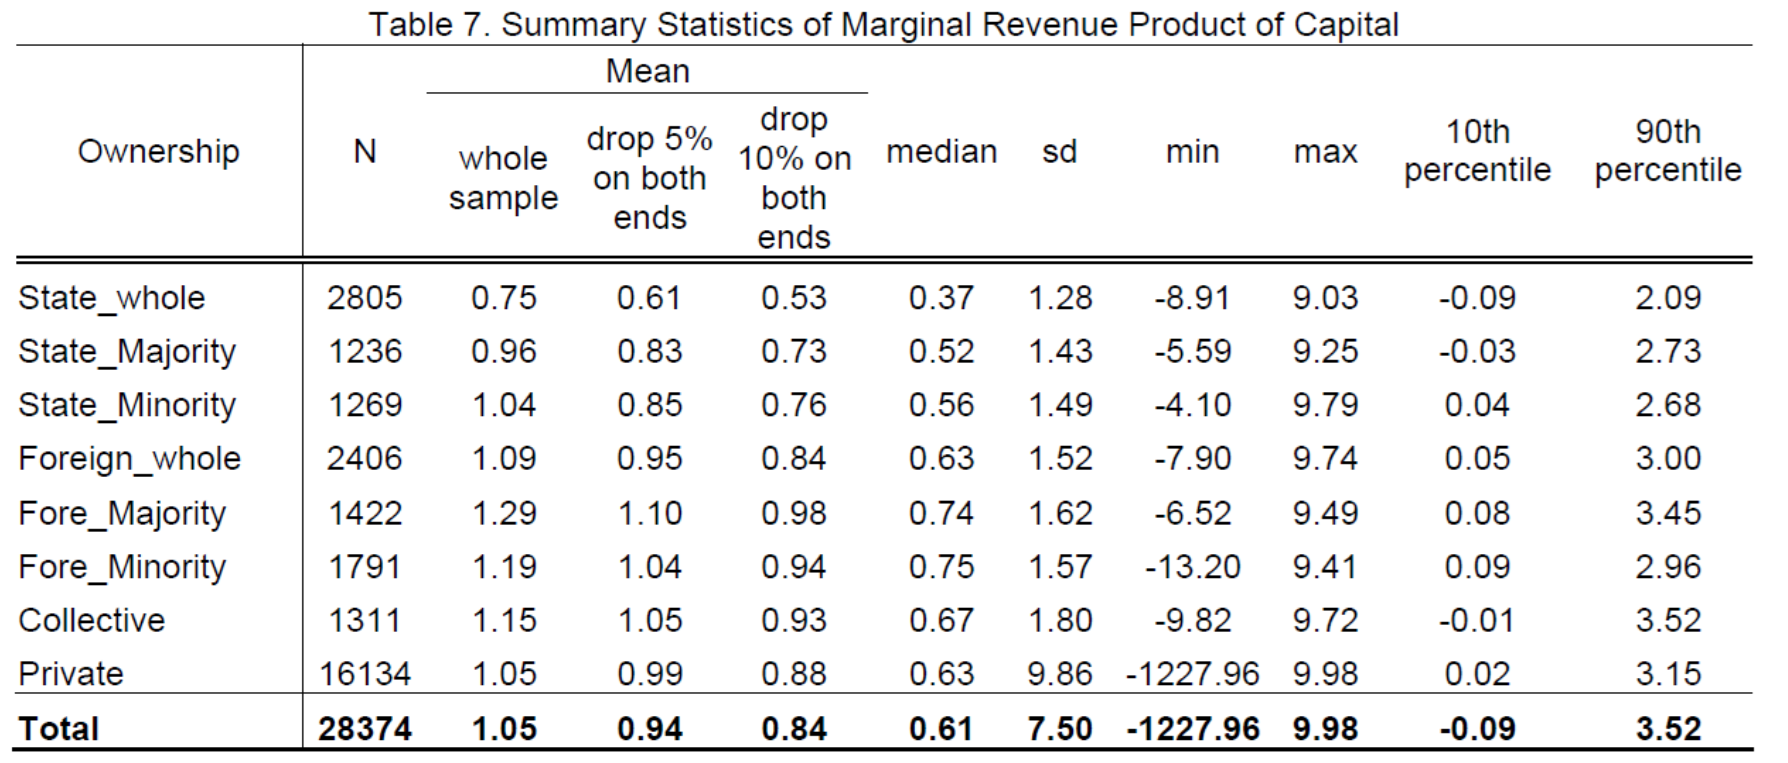 Table 7. Summary Statistics of Marginal Revenue Product of Capital
Ownership N Mean median sd min max 10th percentile 90th percentile
whole sample drop 5% on both ends drop 10% on both ends
State_whole 2805 0.75 0.61 0.53 0.37 1.28 -8.91 9.03 -0.09 2.09
State_Majority 1236 0.96 0.83 0.73 0.52 1.43 -5.59 9.25 -0.03 2.73
State_Minority 1269 1.04 0.85 0.76 0.56 1.49 -4.10 9.79 0.04 2.68
Foreign_whole 2406 1.09 0.95 0.84 0.63 1.52 -7.90 9.74 0.05 3.00
Fore_Majority 1422 1.29 1.10 0.98 0.74 1.62 -6.52 9.49 0.08 3.45
Fore_Minority 1791 1.19 1.04 0.94 0.75 1.57 -13.20 9.41 0.09 2.96
Collective 1311 1.15 1.05 0.93 0.67 1.80 -9.82 9.72 -0.01 3.52
Private 16134 1.05 0.99 0.88 0.63 9.86 -1227.96 9.98 0.02 3.15
Total 28374 1.05 0.94 0.84 0.61 7.50 -1227.96 9.98 -0.09 3.52